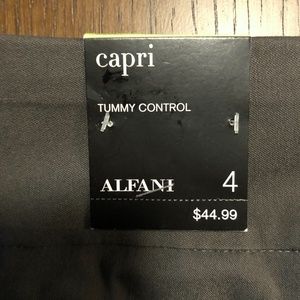 capri
TUMMY CONTROL
ALFANI 4
$44.99